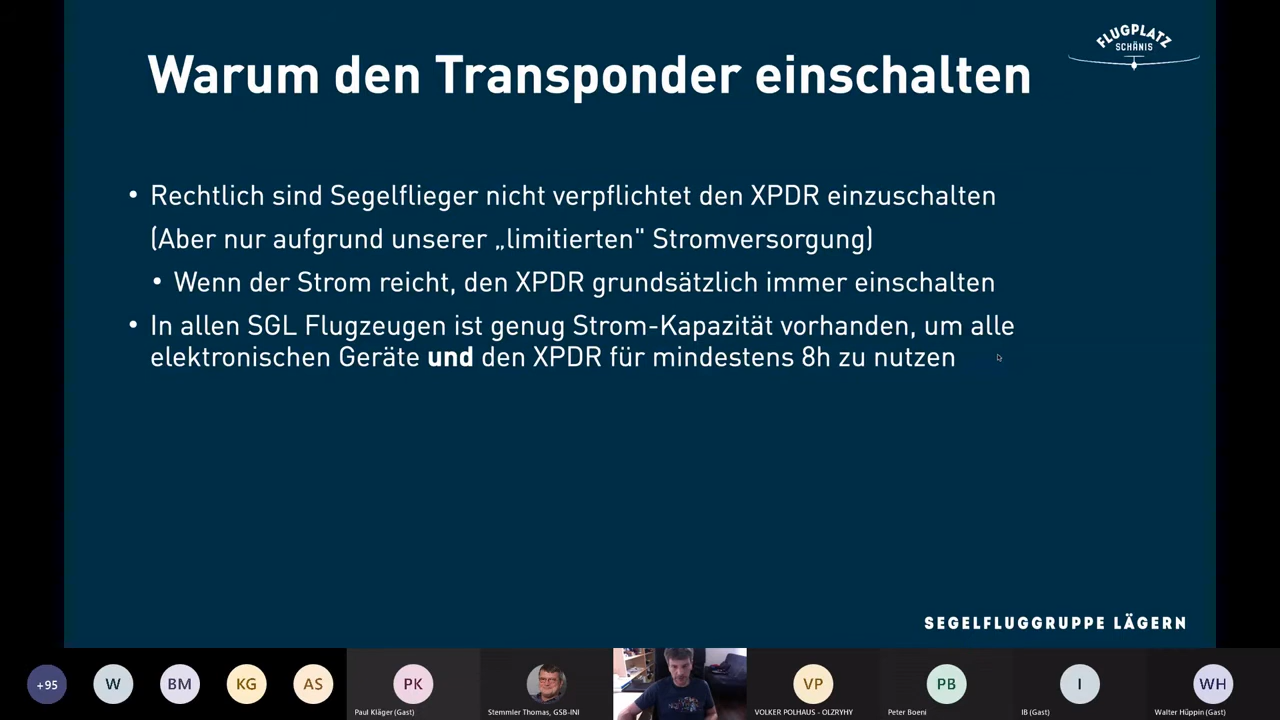 FLUGPLATZ
SCHÄNIS
Warum den Transponder einschalten
• Rechtlich sind Segelflieger nicht verpflichtet den XPDR einzuschalten
(Aber nur aufgrund unserer „limitierten" Stromversorgung)
• Wenn der Strom reicht, den XPDR grundsätzlich immer einschalten
• In allen SGL Flugzeugen ist genug Strom-Kapazität vorhanden, um alle
elektronischen Geräte und den XPDR für mindestens 8h zu nutzen
SEGELFLUGGRUPPE LÄGERN
+95
W
BM
KG
AS
PK
VP
PB
I
WH
Paul Kläger (Gast)
Stemmler Thomas, GSB-INI
VOLKER POLHAUS - OLZRYHY
Peter Boeni
IB (Gast)
Walter Hüppin (Gast)